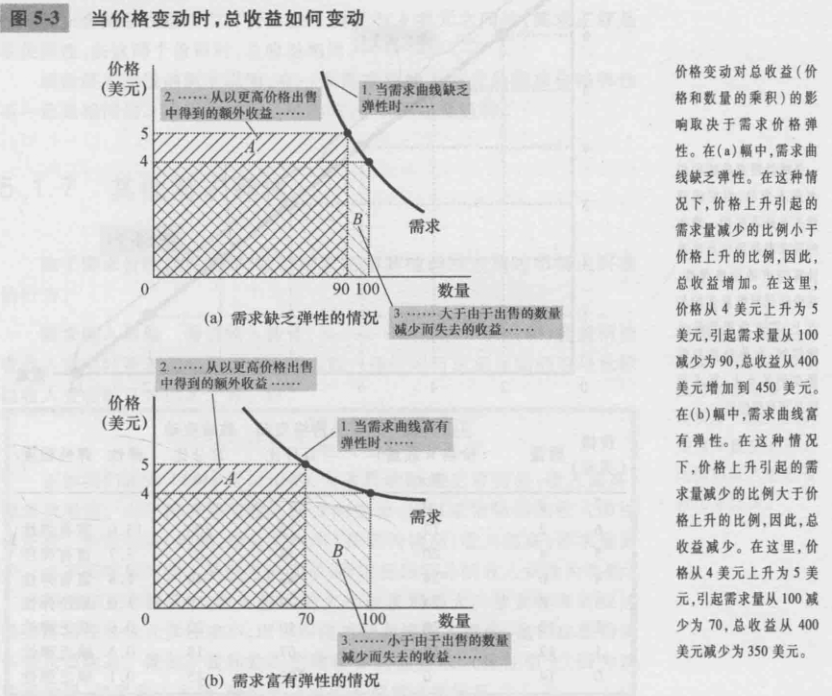 图 5-3 当价格变动时,总收益如何变动
价格
(美元)
2. ……从以更高价格出售
中得到的额外收益……
1. 当需求曲线缺乏
弹性时……
5
4
A
B
需求
0
90 100
数量
(a) 需求缺乏弹性的情况
3. ……大于由于出售的数量
减少而失去的收益……
2. ……从以更高价格出售
中得到的额外收益……
价格
(美元)
1. 当需求曲线富有
弹性时……
5
4
A
需求
B
0
70
100
数量
3. ……小于由于出售的数量
减少而失去的收益……
(b) 需求富有弹性的情况
价格变动对总收益(价
格和数量的乘积)的影
响取决于需求价格弹
性。在(a)幅中,需求曲
线缺乏弹性。在这种情
况下,价格上升引起的
需求量减少的比例小于
价格上升的比例,因此,
总收益增加。在这里,
价格从 4 美元上升为 5
美元,引起需求量从 100
减少为 90,总收益从 400
美元增加到 450 美元。
在(b)幅中,需求曲线富
有弹性。在这种情况
下,价格上升引起的需
求量减少的比例大于价
格上升的比例,因此,总
收益减少。在这里,价
格从 4 美元上升为 5 美
元,引起需求量从 100 减
少为 70,总收益从 400
美元减少为 350 美元。